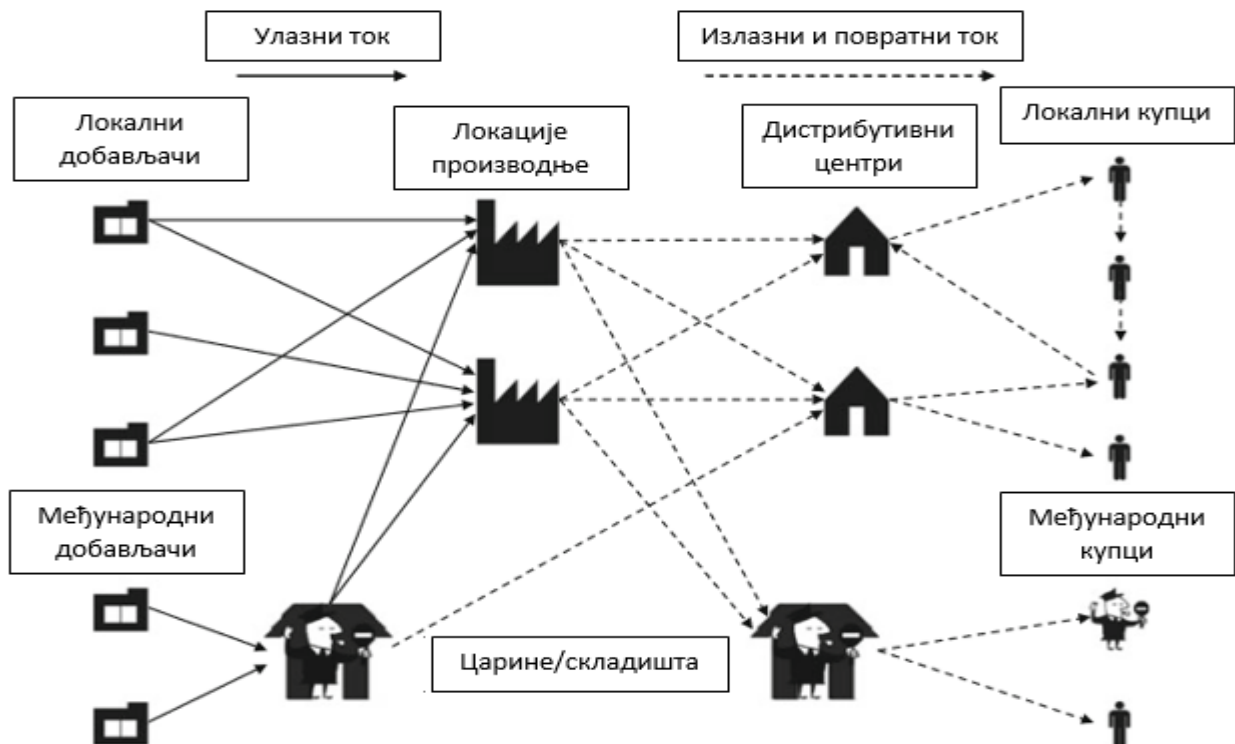 Улазни ток
Излазни и повратни ток
Локални
добављачи
Локације
производње
Дистрибутивни
центри
Локални купци
Међународни
добављачи
Међународни
купци
Царине/складишта